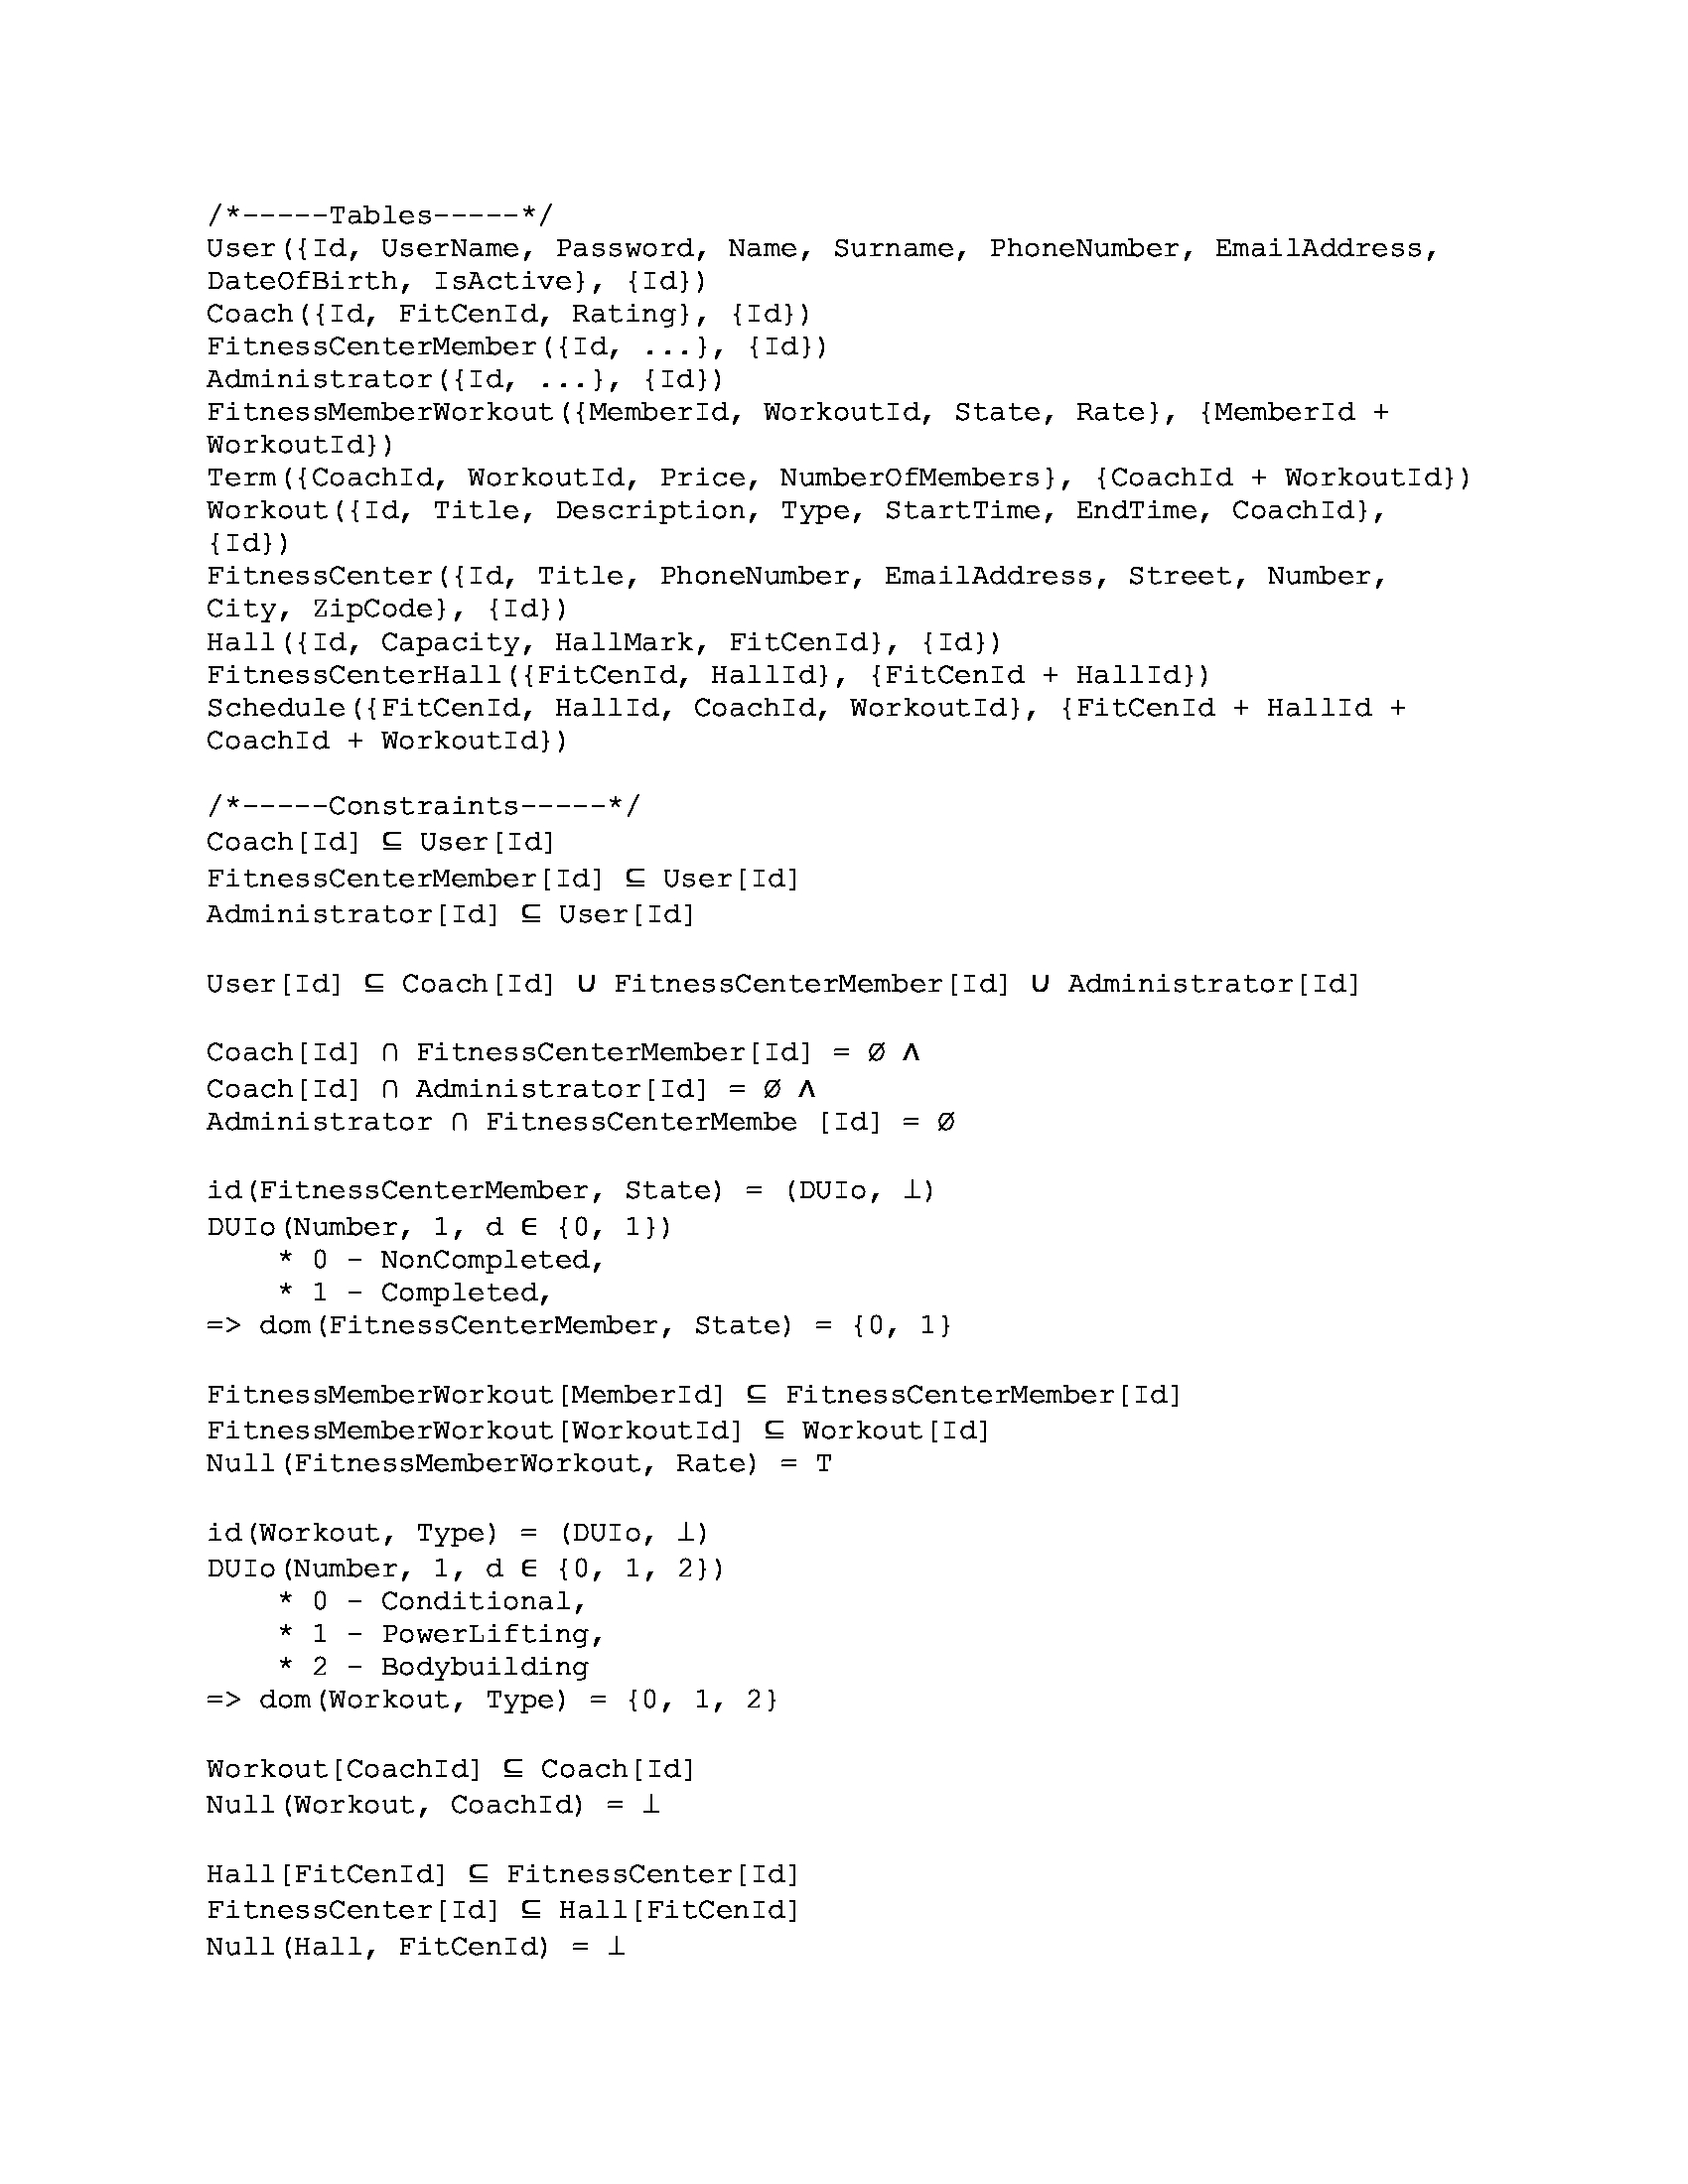 /*-----Tables-----*/
User({Id, UserName, Password, Name, Surname, PhoneNumber, EmailAddress,
DateOfBirth, IsActive}, {Id})
Coach({Id, FitCenId, Rating}, {Id})
FitnessCenterMember({Id, ...}, {Id})
Administrator({Id, ...}, {Id})
FitnessMemberWorkout({MemberId, WorkoutId, State, Rate}, {MemberId +
WorkoutId})
Term({CoachId, WorkoutId, Price, NumberOfMembers}, {CoachId + WorkoutId})
Workout({Id, Title, Description, Type, StartTime, EndTime, CoachId},
{Id})
FitnessCenter({Id, Title, PhoneNumber, EmailAddress, Street, Number,
City, ZipCode}, {Id})
Hall({Id, Capacity, HallMark, FitCenId}, {Id})
FitnessCenterHall({FitCenId, HallId}, {FitCenId + HallId})
Schedule({FitCenId, HallId, CoachId, WorkoutId}, {FitCenId + HallId +
CoachId + WorkoutId})
/*-----Constraints-----*/
Coach[Id] ⊆ User[Id]
FitnessCenterMember[Id] ⊆ User[Id]
Administrator[Id] ⊆ User[Id]
User[Id] ⊆ Coach[Id] ∪ FitnessCenterMember[Id] ∪ Administrator[Id]
Coach[Id] ∩ FitnessCenterMember[Id] = Ø ∧
Coach[Id] ∩ Administrator[Id] = Ø ∧
Administrator ∩ FitnessCenterMembe [Id] = Ø
id(FitnessCenterMember, State) = (DUIo, ⊥)
DUIo(Number, 1, d ∈ {0, 1})
* 0 - NonCompleted,
* 1 - Completed,
=> dom(FitnessCenterMember, State) = {0, 1}
FitnessMemberWorkout[MemberId] ⊆ FitnessCenterMember[Id]
FitnessMemberWorkout[WorkoutId] ⊆ Workout[Id]
Null(FitnessMemberWorkout, Rate) = T
id(Workout, Type) = (DUIo, ⊥)
DUIo(Number, 1, d ∈ {0, 1, 2})
* 0 - Conditional,
* 1 - PowerLifting,
* 2 - Bodybuilding
=> dom(Workout, Type) = {0, 1, 2}
Workout[CoachId] ⊆ Coach[Id]
Null(Workout, CoachId) = ⊥
Hall[FitCenId] ⊆ FitnessCenter[Id]
FitnessCenter[Id] ⊆ Hall[FitCenId]
Null(Hall, FitCenId) = ⊥